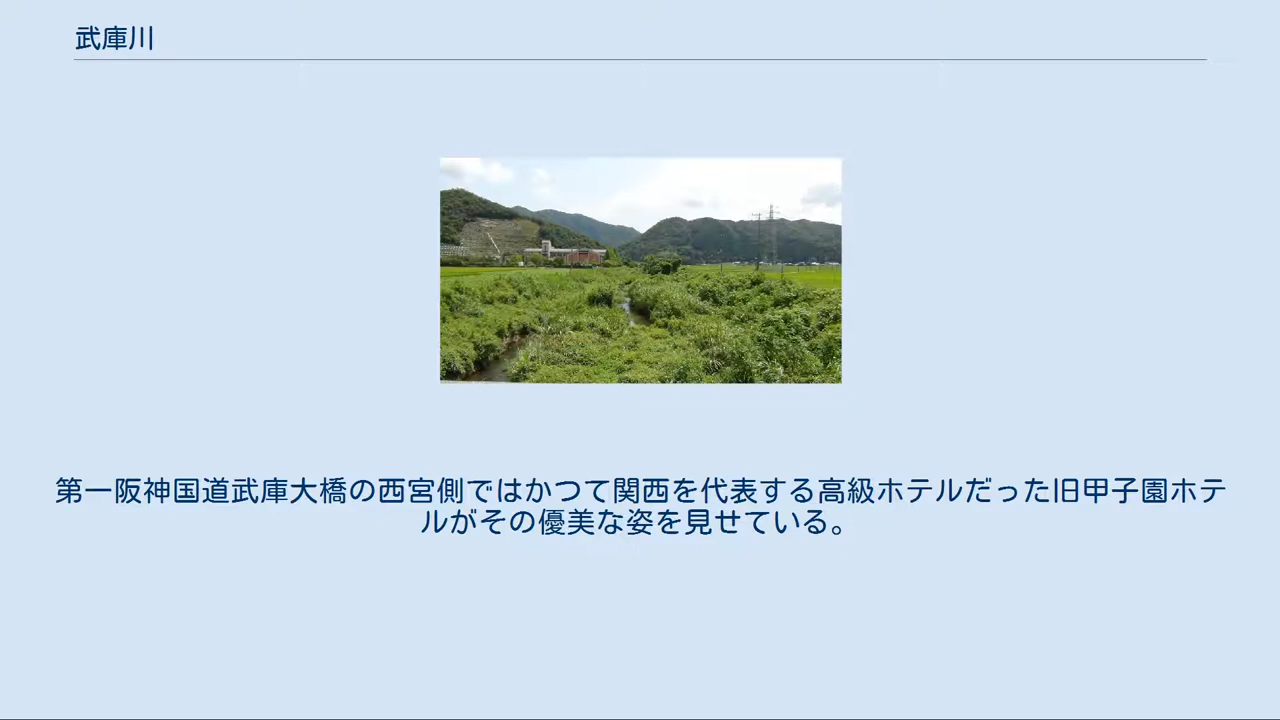 武庫川
第一阪神国道武庫大橋の西宮側ではかつて関西を代表する高級ホテルだった旧甲子園ホテ
ルがその優美な姿を見せている。